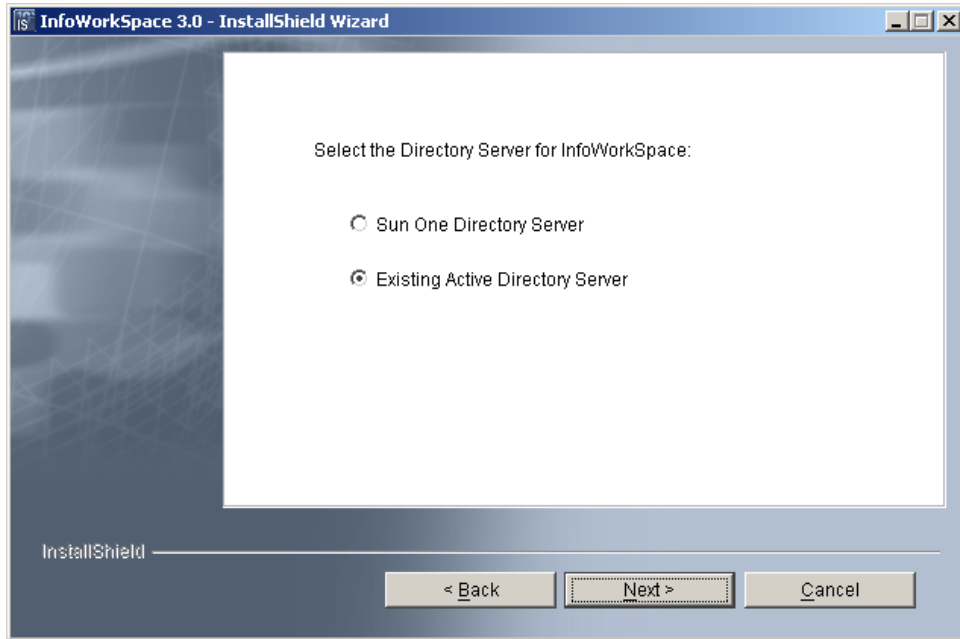 InfoWorkSpace 3.0 - InstallShield Wizard
Select the Directory Server for InfoWorkSpace:
Sun One Directory Server
Existing Active Directory Server
InstallShield
< Back Next > Cancel